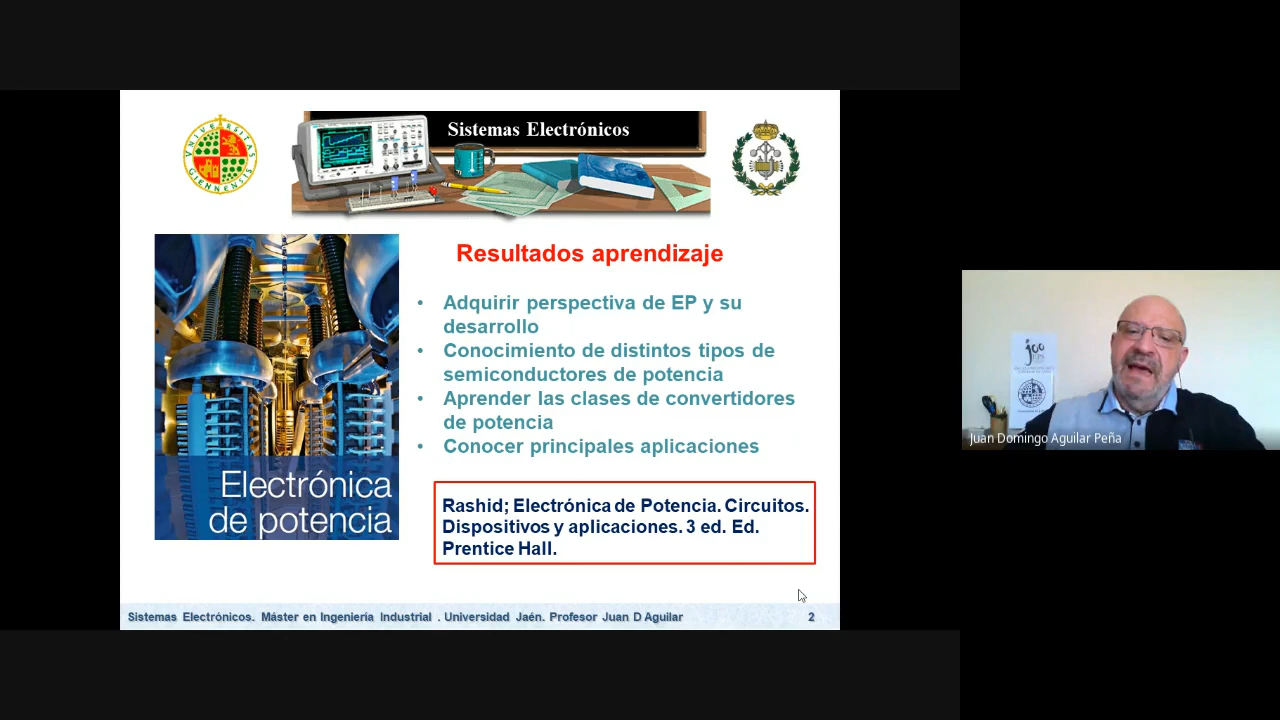 Sistemas Electrónicos
UNIVERSITAS GIENNENSIS
Resultados aprendizaje
• Adquirir perspectiva de EP y su
desarrollo
• Conocimiento de distintos tipos de
semiconductores de potencia
• Aprender las clases de convertidores
de potencia
• Conocer principales aplicaciones
Electrónica
de potencia
Rashid; Electrónica de Potencia. Circuitos.
Dispositivos y aplicaciones. 3 ed. Ed.
Prentice Hall.
Sistemas Electrónicos. Máster en Ingeniería Industrial . Universidad Jaén. Profesor Juan D Aguilar
2
Juan Domingo Aguilar Peña